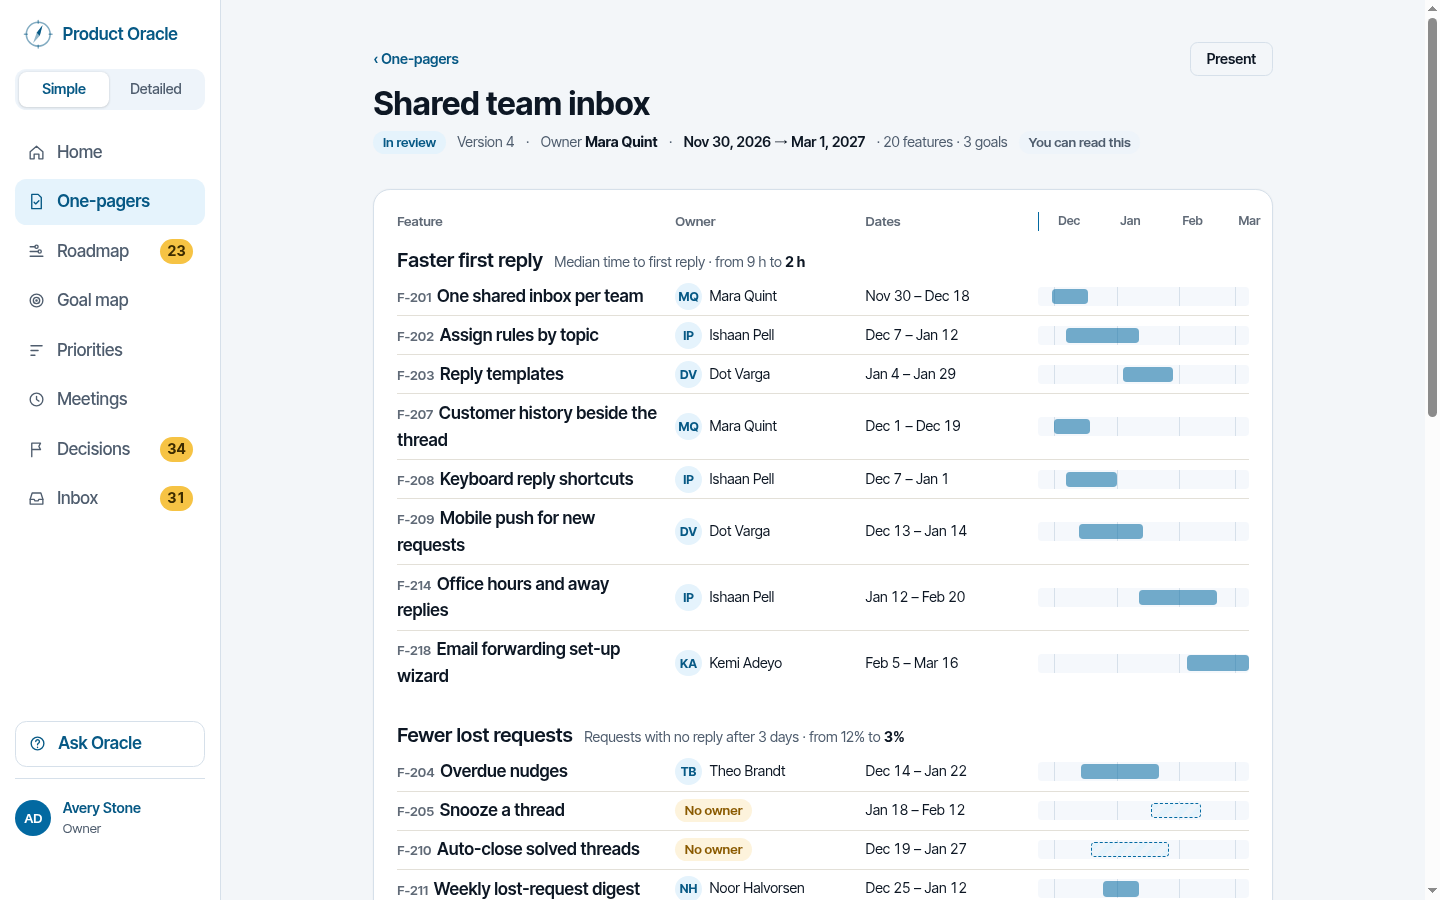 Product Oracle
Simple Detailed
Home
One-pagers
Roadmap 23
Goal map
Priorities
Meetings
Decisions 34
Inbox 31
Ask Oracle
AD Avery Stone
Owner
‹ One-pagers
Present
Shared team inbox
In review Version 4 · Owner Mara Quint · Nov 30, 2026 → Mar 1, 2027 · 20 features · 3 goals You can read this
Feature Owner Dates Dec Jan Feb Mar
Faster first reply Median time to first reply · from 9 h to 2 h
F-201 One shared inbox per team MQ Mara Quint Nov 30 – Dec 18
F-202 Assign rules by topic IP Ishaan Pell Dec 7 – Jan 12
F-203 Reply templates DV Dot Varga Jan 4 – Jan 29
F-207 Customer history beside the
thread MQ Mara Quint Dec 1 – Dec 19
F-208 Keyboard reply shortcuts IP Ishaan Pell Dec 7 – Jan 1
F-209 Mobile push for new
requests DV Dot Varga Dec 13 – Jan 14
F-214 Office hours and away
replies IP Ishaan Pell Jan 12 – Feb 20
F-218 Email forwarding set-up
wizard KA Kemi Adeyo Feb 5 – Mar 16
Fewer lost requests Requests with no reply after 3 days · from 12% to 3%
F-204 Overdue nudges TB Theo Brandt Dec 14 – Jan 22
F-205 Snooze a thread No owner Jan 18 – Feb 12
F-210 Auto-close solved threads No owner Dec 19 – Jan 27
F-211 Weekly lost-request digest NH Noor Halvorsen Dec 25 – Jan 12